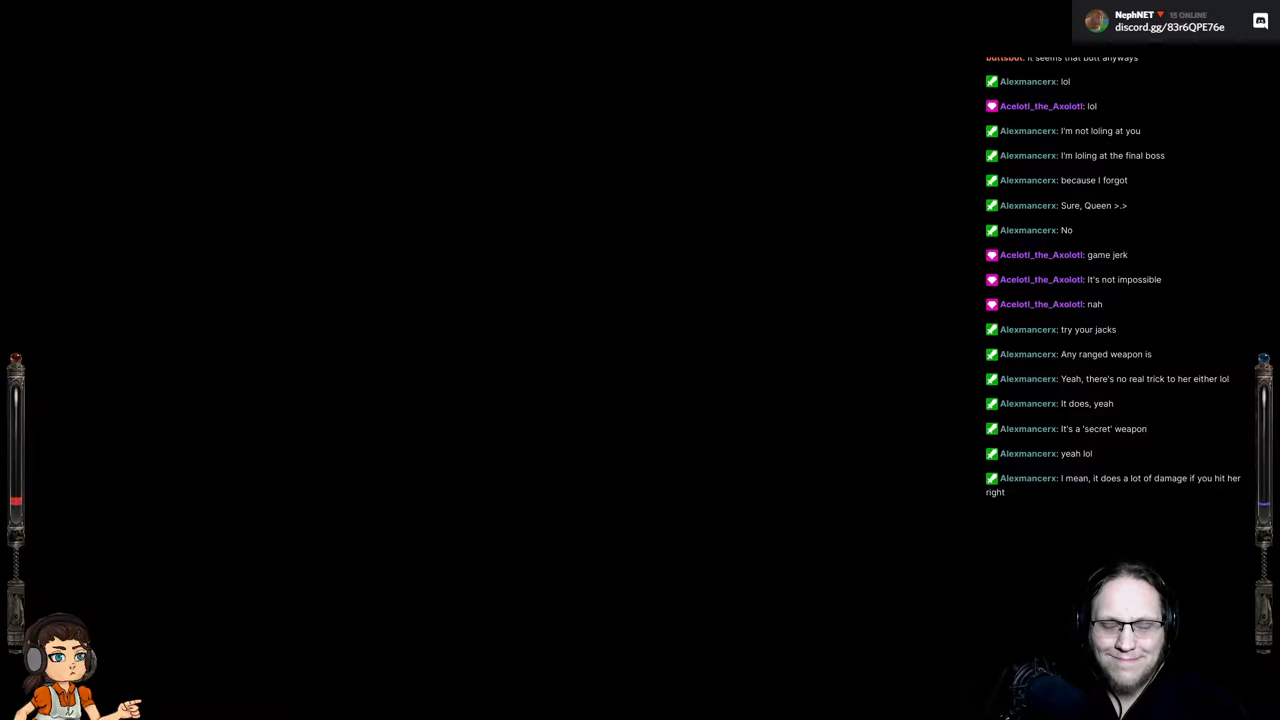 NephNET 15 ONLINE
discord.gg/83r6QPE76e
buttsbot: it seems that butt anyways
Alexmancerx: lol
Acelotl_the_Axolotl: lol
Alexmancerx: I'm not loling at you
Alexmancerx: I'm loling at the final boss
Alexmancerx: because I forgot
Alexmancerx: Sure, Queen >.>
Alexmancerx: No
Acelotl_the_Axolotl: game jerk
Acelotl_the_Axolotl: It's not impossible
Acelotl_the_Axolotl: nah
Alexmancerx: try your jacks
Alexmancerx: Any ranged weapon is
Alexmancerx: Yeah, there's no real trick to her either lol
Alexmancerx: It does, yeah
Alexmancerx: It's a 'secret' weapon
Alexmancerx: yeah lol
Alexmancerx: I mean, it does a lot of damage if you hit her
right